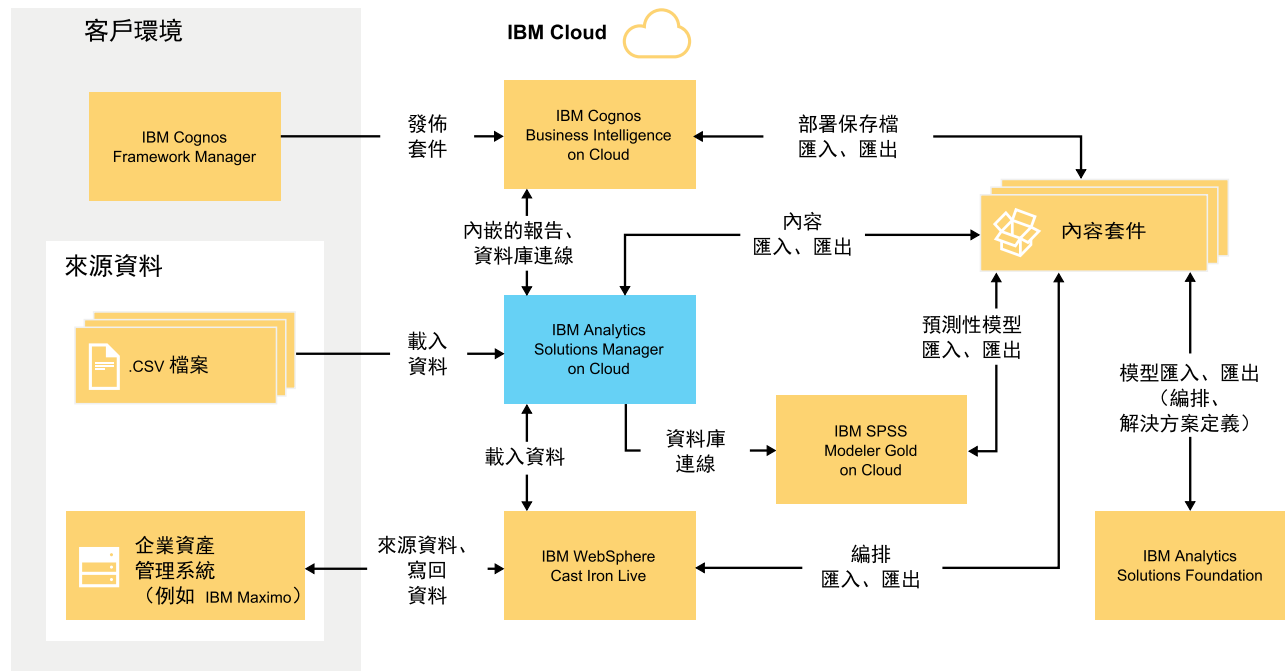 客戶環境
IBM Cloud
IBM Cognos
Framework Manager
發佈
套件
IBM Cognos
Business Intelligence
on Cloud
部署保存檔
匯入、匯出
內容套件
內嵌的報告、
資料庫連線
內容
匯入、匯出
來源資料
.CSV 檔案
載入
資料
IBM Analytics
Solutions Manager
on Cloud
預測性模型
匯入、匯出
模型匯入、匯出
（編排、
解決方案定義）
載入資料
資料庫
連線
IBM SPSS
Modeler Gold
on Cloud
企業資產
管理系統
（例如 IBM Maximo）
來源資料、
寫回
資料
IBM WebSphere
Cast Iron Live
編排
匯入、匯出
IBM Analytics
Solutions Foundation